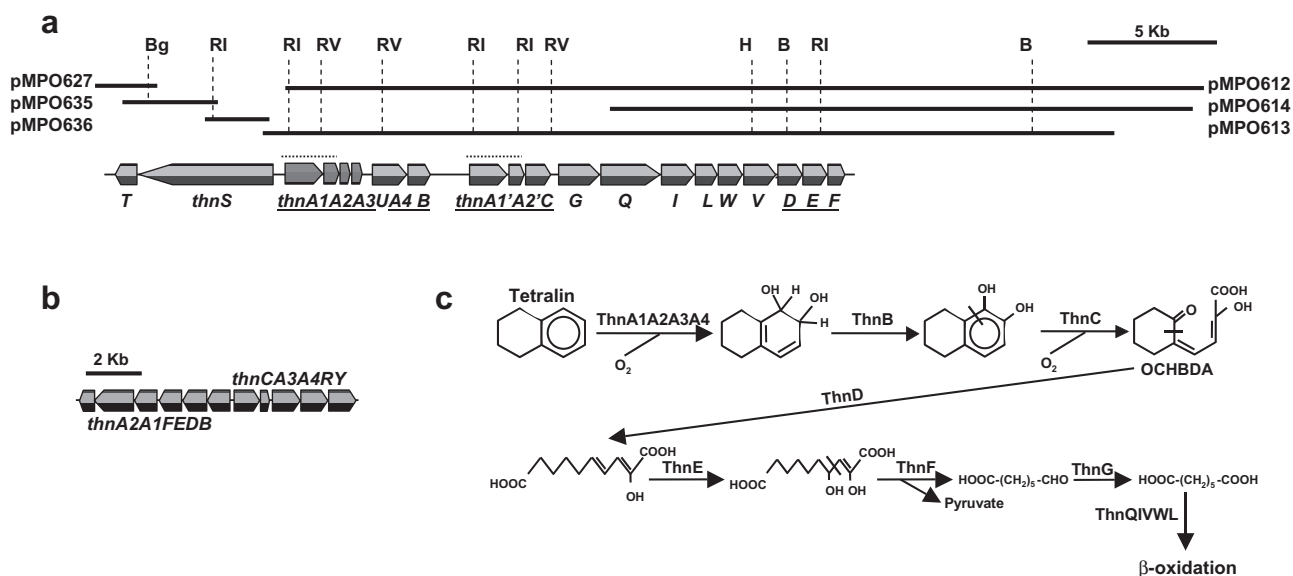 a
Bg RI RI RV RV RI RI RV H B RI B
5 Kb
pMPO627
pMPO635
pMPO636
pMPO612
pMPO614
pMPO613
T thnS thnA1A2A3UA4 B thnA1'A2'C G Q I L W V D E F
b
2 Kb
thnCA3A4RY
thnA2A1FEDB
c
Tetralin
ThnA1A2A3A4
O2
OH H
OH
H
ThnB
OH
OH
ThnC
O2
COOH
O
OH
OCHBDA
ThnD
HOOC
COOH
OH
ThnE
HOOC
COOH
OH OH
ThnF
Pyruvate
HOOC-(CH2)5-CHO
ThnG
HOOC-(CH2)5-COOH
ThnQIVWL
β-oxidation